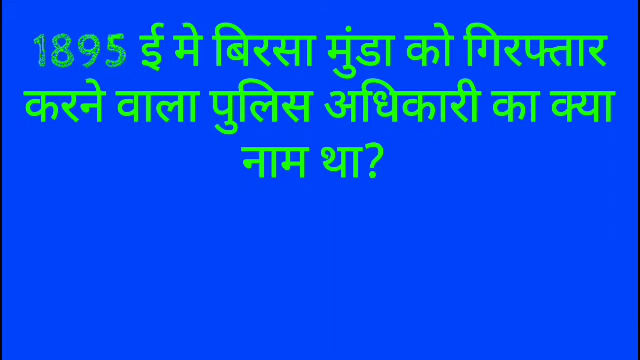 1895 ई मे बिरसा मुंडा को गिरफ्तार
करने वाला पुलिस अधिकारी का क्या
नाम था?